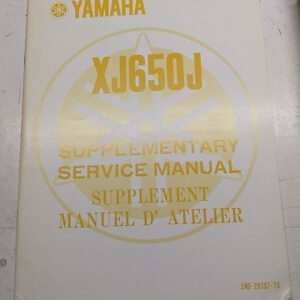 YAMAHA
XJ650J
SUPPLEMENTARY
SERVICE MANUAL
SUPPLEMENT
MANUEL D' ATELIER